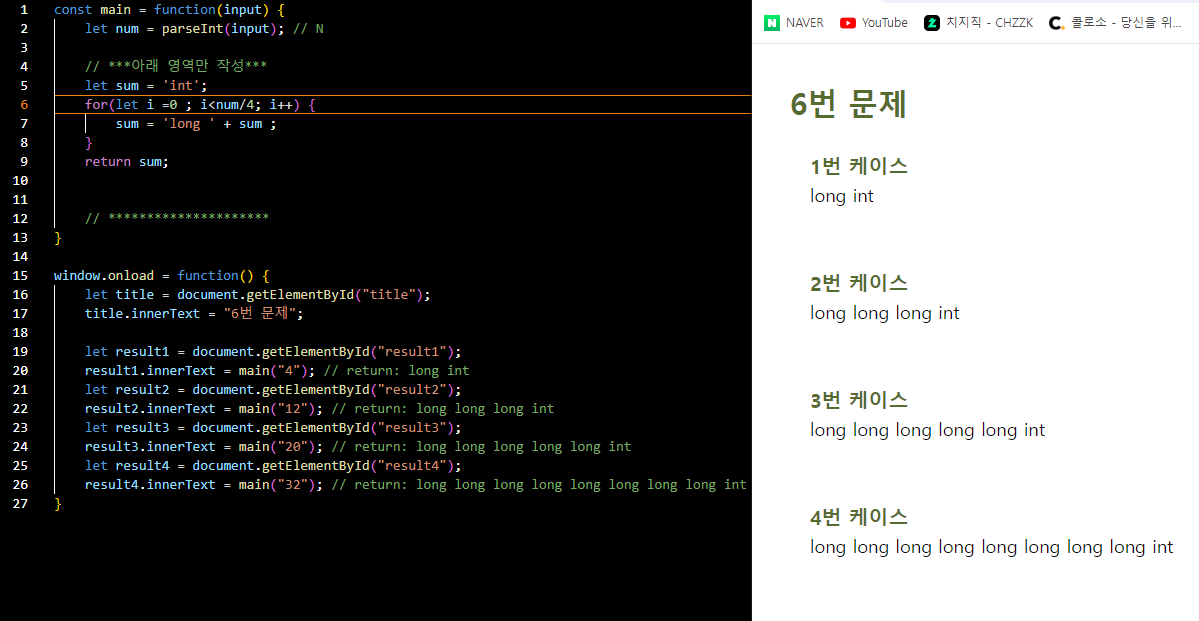 1 const main = function(input) {
2 let num = parseInt(input); // N
3
4 // ***아래 영역만 작성***
5 let sum = 'int';
6 for(let i =0 ; i<num/4; i++) {
7 sum = 'long ' + sum ;
8 }
9 return sum;
10
11
12 // *********************
13 }
14
15 window.onload = function() {
16 let title = document.getElementById("title");
17 title.innerText = "6번 문제";
18
19 let result1 = document.getElementById("result1");
20 result1.innerText = main("4"); // return: long int
21 let result2 = document.getElementById("result2");
22 result2.innerText = main("12"); // return: long long long int
23 let result3 = document.getElementById("result3");
24 result3.innerText = main("20"); // return: long long long long long int
25 let result4 = document.getElementById("result4");
26 result4.innerText = main("32"); // return: long long long long long long long long int
27 }
N NAVER YouTube 치지직 - CHZZK C. 콜로소 - 당신을 위...
6번 문제
1번 케이스
long int
2번 케이스
long long long int
3번 케이스
long long long long long int
4번 케이스
long long long long long long long long int